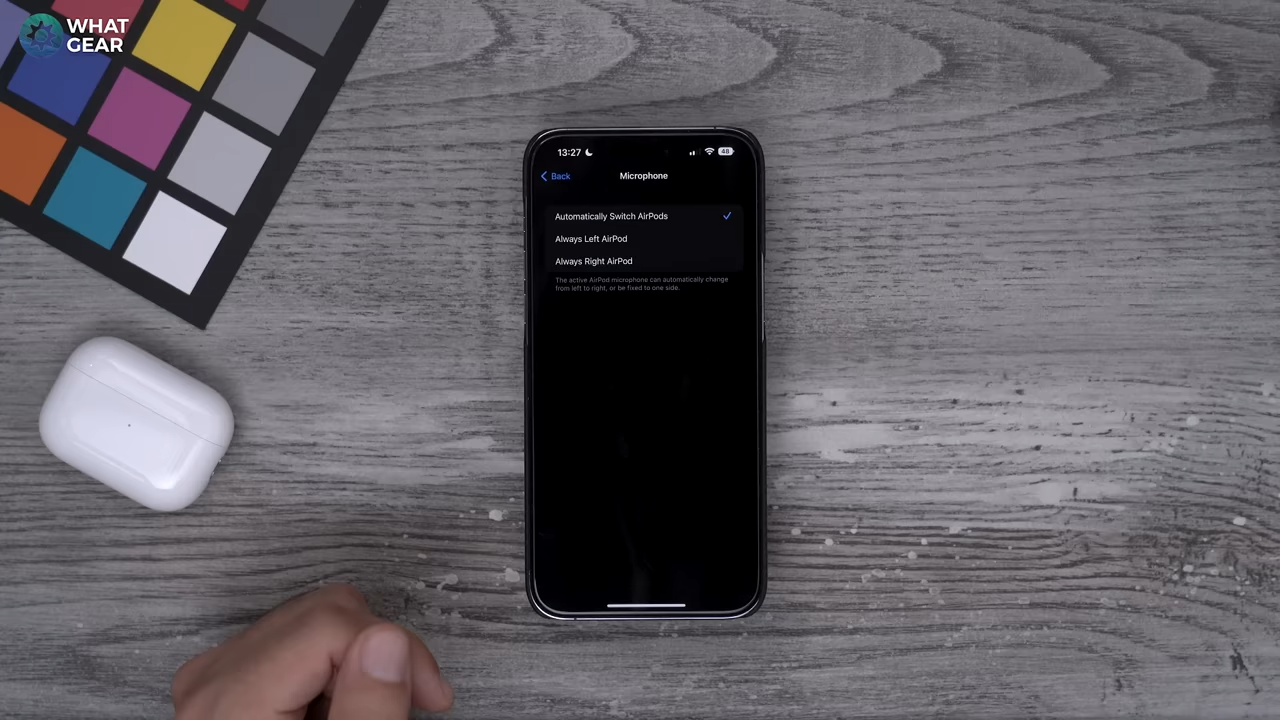 WHAT
GEAR
13:27
48
Back
Microphone
Automatically Switch AirPods
Always Left AirPod
Always Right AirPod
The active AirPod microphone can automatically change
from left to right, or be fixed to one side.